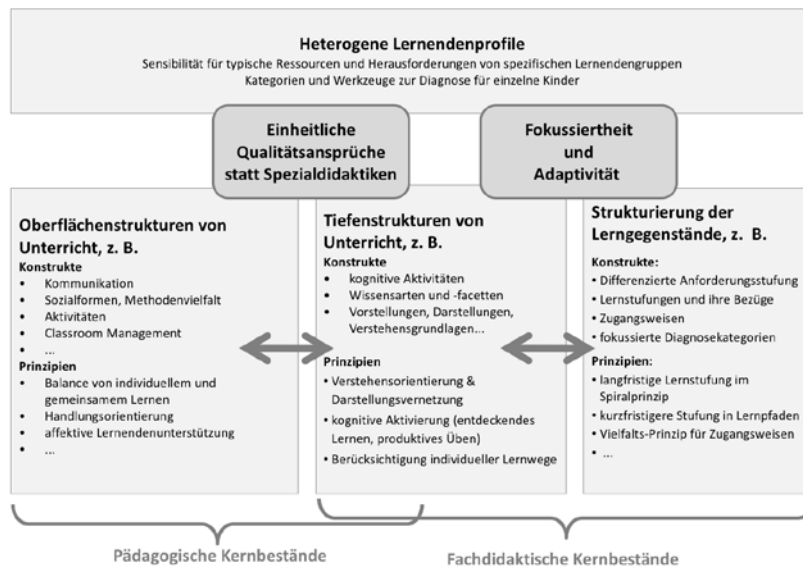 Heterogene Lernendenprofile
Sensibilität für typische Ressourcen und Herausforderungen von spezifischen Lernendengruppen
Kategorien und Werkzeuge zur Diagnose für einzelne Kinder
Einheitliche
Qualitätsansprüche
statt Spezialdidaktiken
Fokussiertheit
und
Adaptivität
Oberflächenstrukturen von
Unterricht, z. B.
Konstrukte
• Kommunikation
• Sozialformen, Methodenvielfalt
• Aktivitäten
• Classroom Management
• ...
Prinzipien
• Balance von individuellem und
gemeinsamem Lernen
• Handlungsorientierung
• affektive Lernendenunterstützung
• ...
Tiefenstrukturen von
Unterricht, z. B.
Konstrukte
• kognitive Aktivitäten
• Wissensarten und -facetten
• Vorstellungen, Darstellungen,
Verstehensgrundlagen...
Prinzipien
• Verstehensorientierung &
Darstellungsvernetzung
• kognitive Aktivierung (entdeckendes
Lernen, produktives Üben)
• Berücksichtigung individueller Lernwege
Strukturierung der
Lerngegenstände, z. B.
Konstrukte:
• Differenzierte Anforderungsstufung
• Lernstufungen und ihre Bezüge
• Zugangsweisen
• fokussierte Diagnosekategorien
Prinzipien:
• langfristige Lernstufung im
Spiralprinzip
• kurzfristigere Stufung in Lernpfaden
• Vielfalts-Prinzip für Zugangsweisen
• ...
Pädagogische Kernbestände
Fachdidaktische Kernbestände